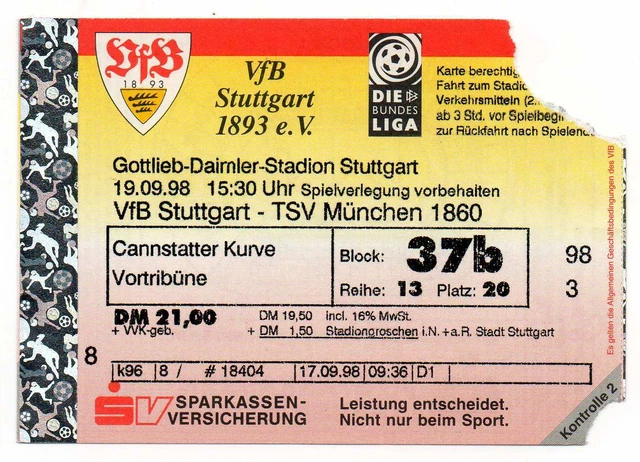 VfB
1893
VfB
Stuttgart
1893 e.V.
DIE
BUNDES
LIGA
Karte berechtig
Fahrt zum Stadio
Verkehrsmitteln (2.
ab 3 Std. vor Spielbegi
zur Rückfahrt nach Spielende
Gottlieb-Daimler-Stadion Stuttgart
19.09.98 15:30 Uhr Spielverlegung vorbehalten
VfB Stuttgart - TSV München 1860
Cannstatter Kurve
Vortribüne
Block: 37b
Reihe: 13 Platz: 20
98
3
DM 21,00
+ VVK-geb.
DM 19,50 incl. 16% MwSt.
+ DM 1,50 Stadiongroschen i.N.+a.R. Stadt Stuttgart
8
k96 8 / # 18404 17.09.98 09:36 D1
SV SPARKASSEN-
VERSICHERUNG
Leistung entscheidet.
Nicht nur beim Sport.
Kontrolle 2
Es gelten die Allgemeinen Geschäftsbedingungen des VfB